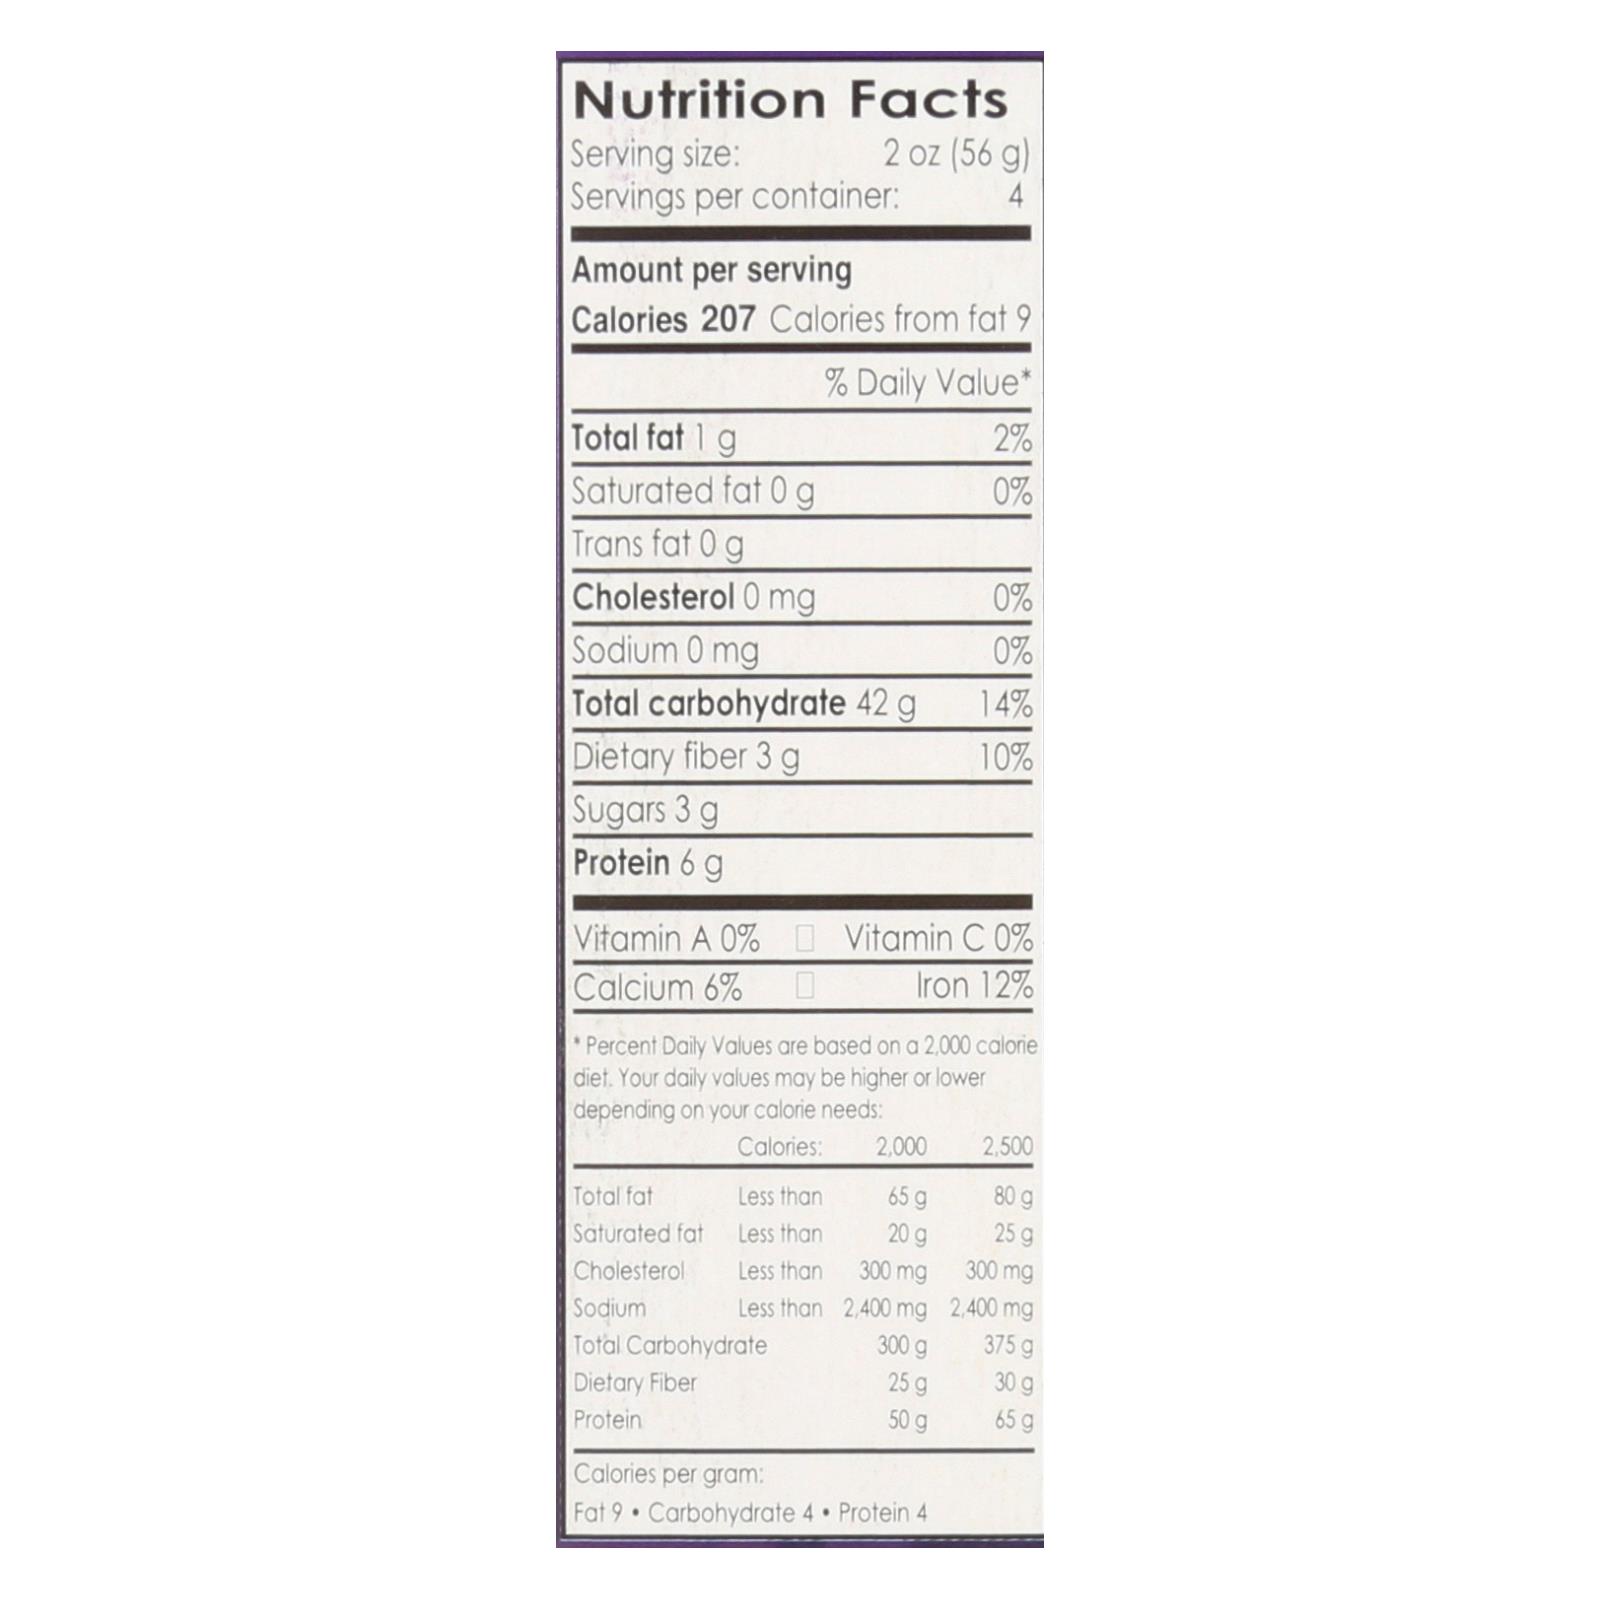 Nutrition Facts
Serving size: 2 oz (56 g)
Servings per container: 4
Amount per serving
Calories 207 Calories from fat 9
% Daily Value*
Total fat 1 g 2%
Saturated fat 0 g 0%
Trans fat 0 g
Cholesterol 0 mg 0%
Sodium 0 mg 0%
Total carbohydrate 42 g 14%
Dietary fiber 3 g 10%
Sugars 3 g
Protein 6 g
Vitamin A 0% Vitamin C 0%
Calcium 6% Iron 12%
* Percent Daily Values are based on a 2,000 calorie
diet. Your daily values may be higher or lower
depending on your calorie needs:
Calories: 2,000 2,500
Total fat Less than 65 g 80 g
Saturated fat Less than 20 g 25 g
Cholesterol Less than 300 mg 300 mg
Sodium Less than 2,400 mg 2,400 mg
Total Carbohydrate 300 g 375 g
Dietary Fiber 25 g 30 g
Protein 50 g 65 g
Calories per gram:
Fat 9 • Carbohydrate 4 • Protein 4